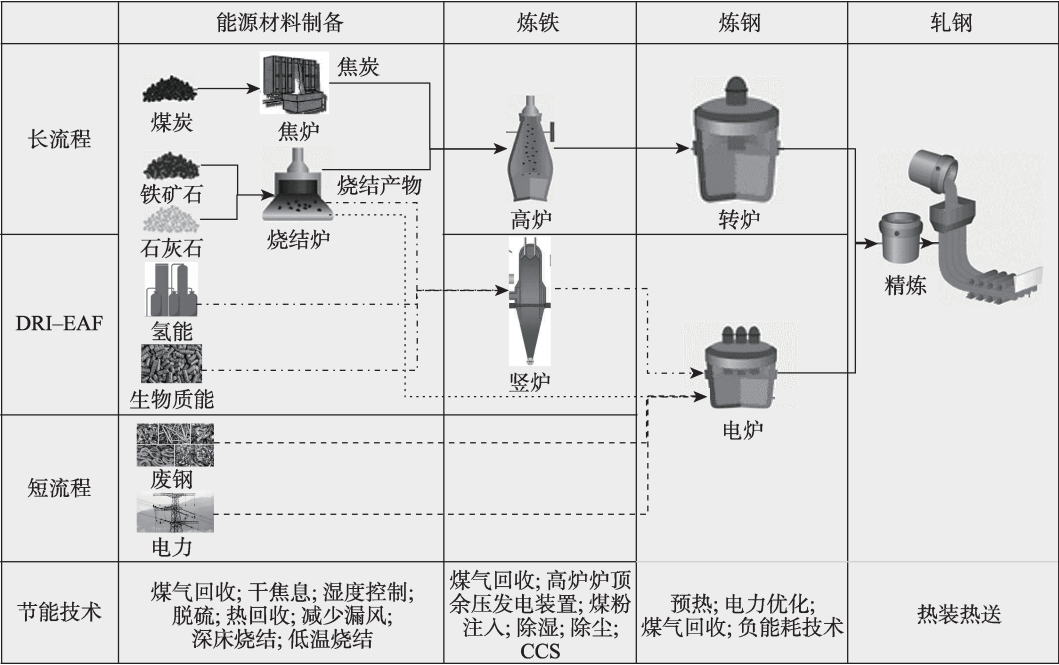 能源材料制备
炼铁
炼钢
轧钢
长流程
煤炭
焦炉
焦炭
铁矿石
石灰石
烧结炉
烧结产物
高炉
转炉
精炼
DRI–EAF
氢能
生物质能
竖炉
电炉
短流程
废钢
电力
节能技术
煤气回收; 干焦息; 湿度控制;
脱硫; 热回收; 减少漏风;
深床烧结; 低温烧结
煤气回收; 高炉炉顶
余压发电装置; 煤粉
注入; 除湿; 除尘;
CCS
预热; 电力优化;
煤气回收; 负能耗技术
热装热送